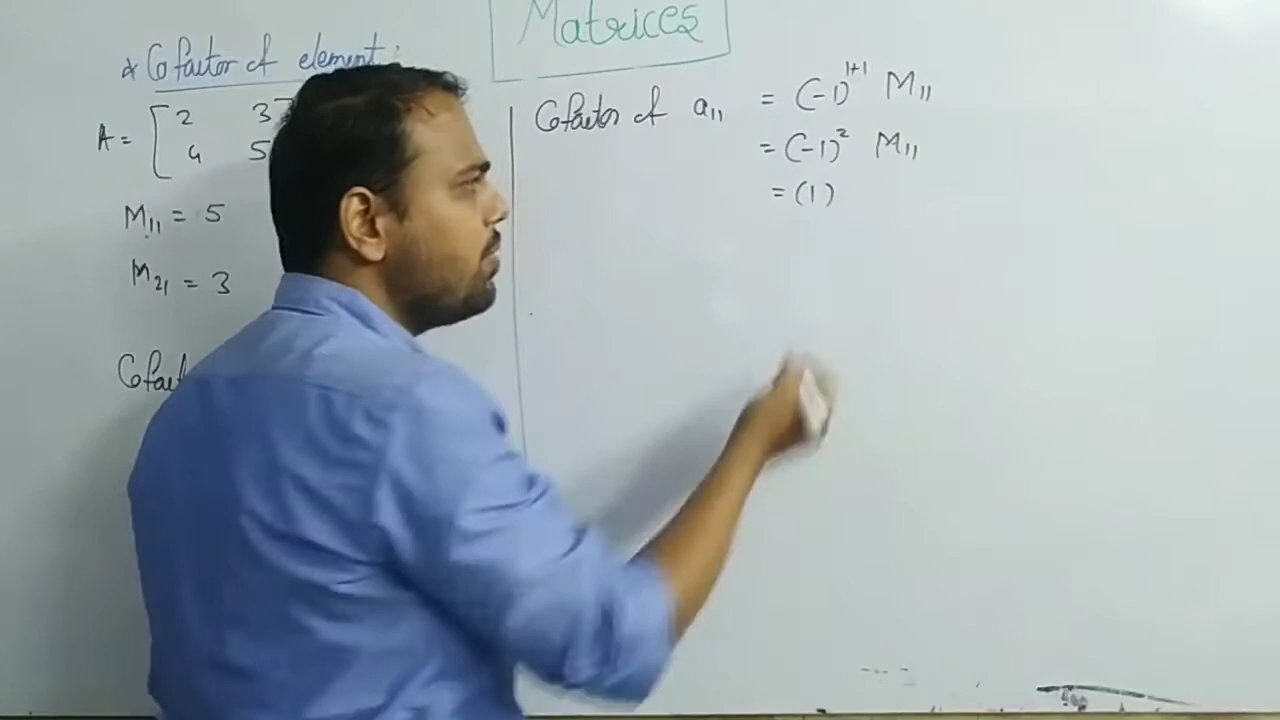 Matrices
* Cofactor of element :
A = [ 2 3
4 5
M₁₁ = 5
M₂₁ = 3
Cofactor of a₁₁ = (-1)¹⁺¹ M₁₁
= (-1)² M₁₁
= (1)